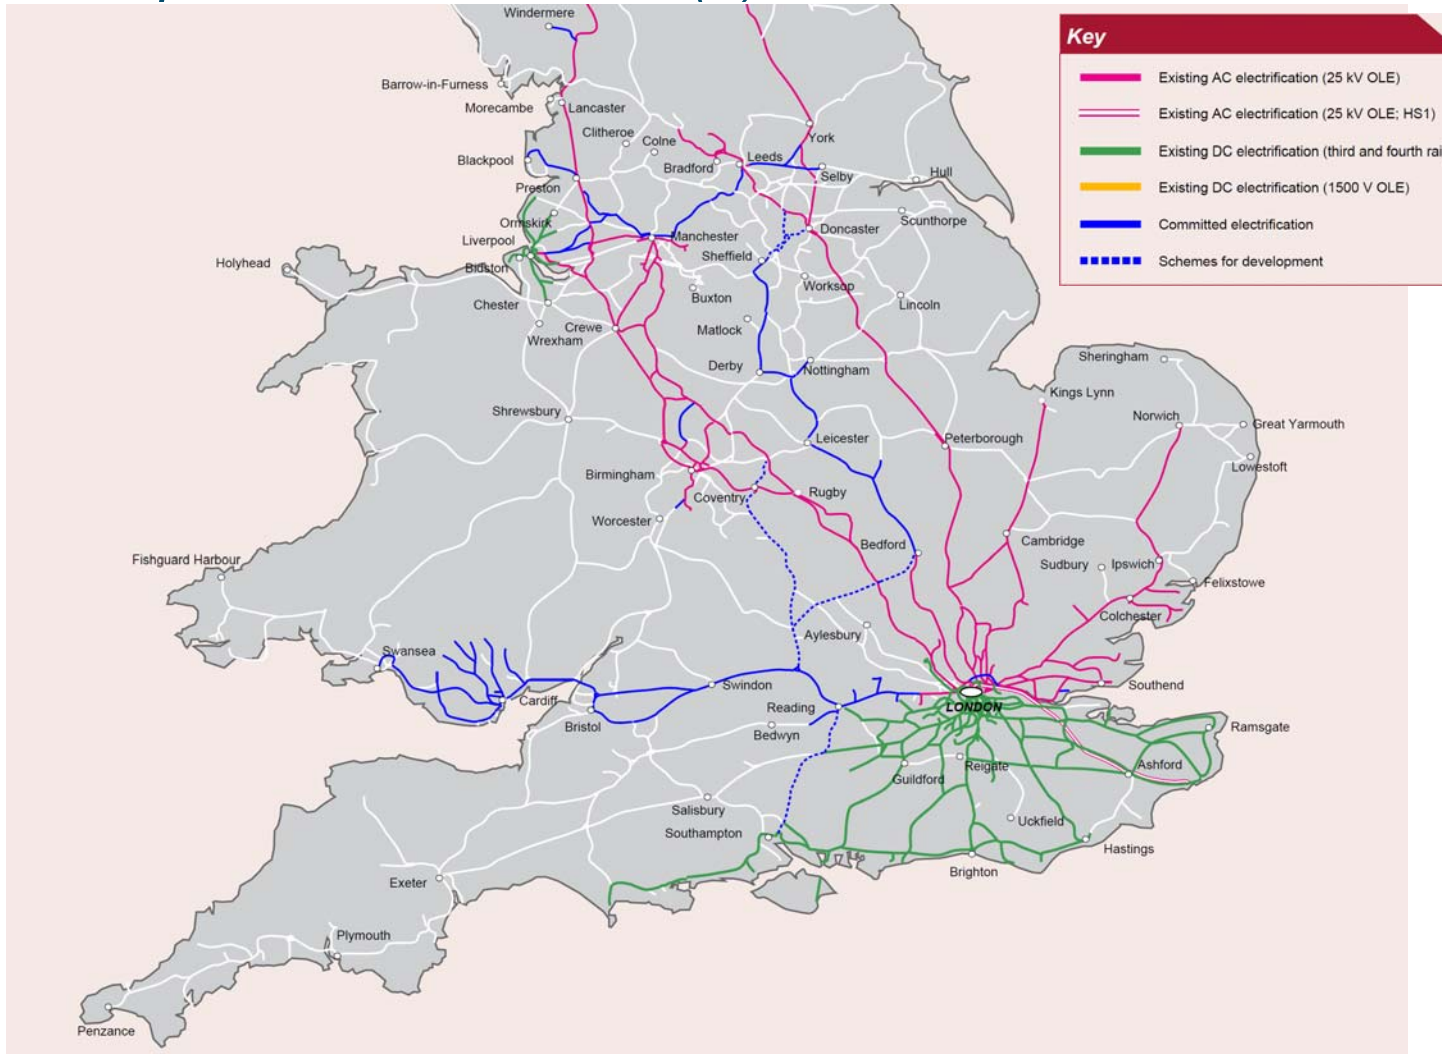 Windermere
Key
Existing AC electrification (25 kV OLE)
Existing AC electrification (25 kV OLE; HS1)
Existing DC electrification (third and fourth rai
Existing DC electrification (1500 V OLE)
Committed electrification
Schemes for development
Barrow-in-Furness
Morecambe
Lancaster
Clitheroe
Colne
York
Blackpool
Bradford
Leeds
Selby
Hull
Preston
Ormskirk
Scunthorpe
Liverpool
Manchester
Doncaster
Holyhead
Bidston
Sheffield
Worksop
Chester
Buxton
Lincoln
Crewe
Matlock
Wrexham
Derby
Nottingham
Sheringham
Kings Lynn
Shrewsbury
Norwich
Great Yarmouth
Leicester
Peterborough
Lowestoft
Birmingham
Coventry
Rugby
Worcester
Bedford
Cambridge
Fishguard Harbour
Sudbury
Ipswich
Felixstowe
Colchester
Aylesbury
Swansea
Swindon
Southend
Cardiff
Reading
LONDON
Bristol
Bedwyn
Ramsgate
Reigate
Ashford
Guildford
Salisbury
Uckfield
Southampton
Hastings
Brighton
Exeter
Plymouth
Penzance